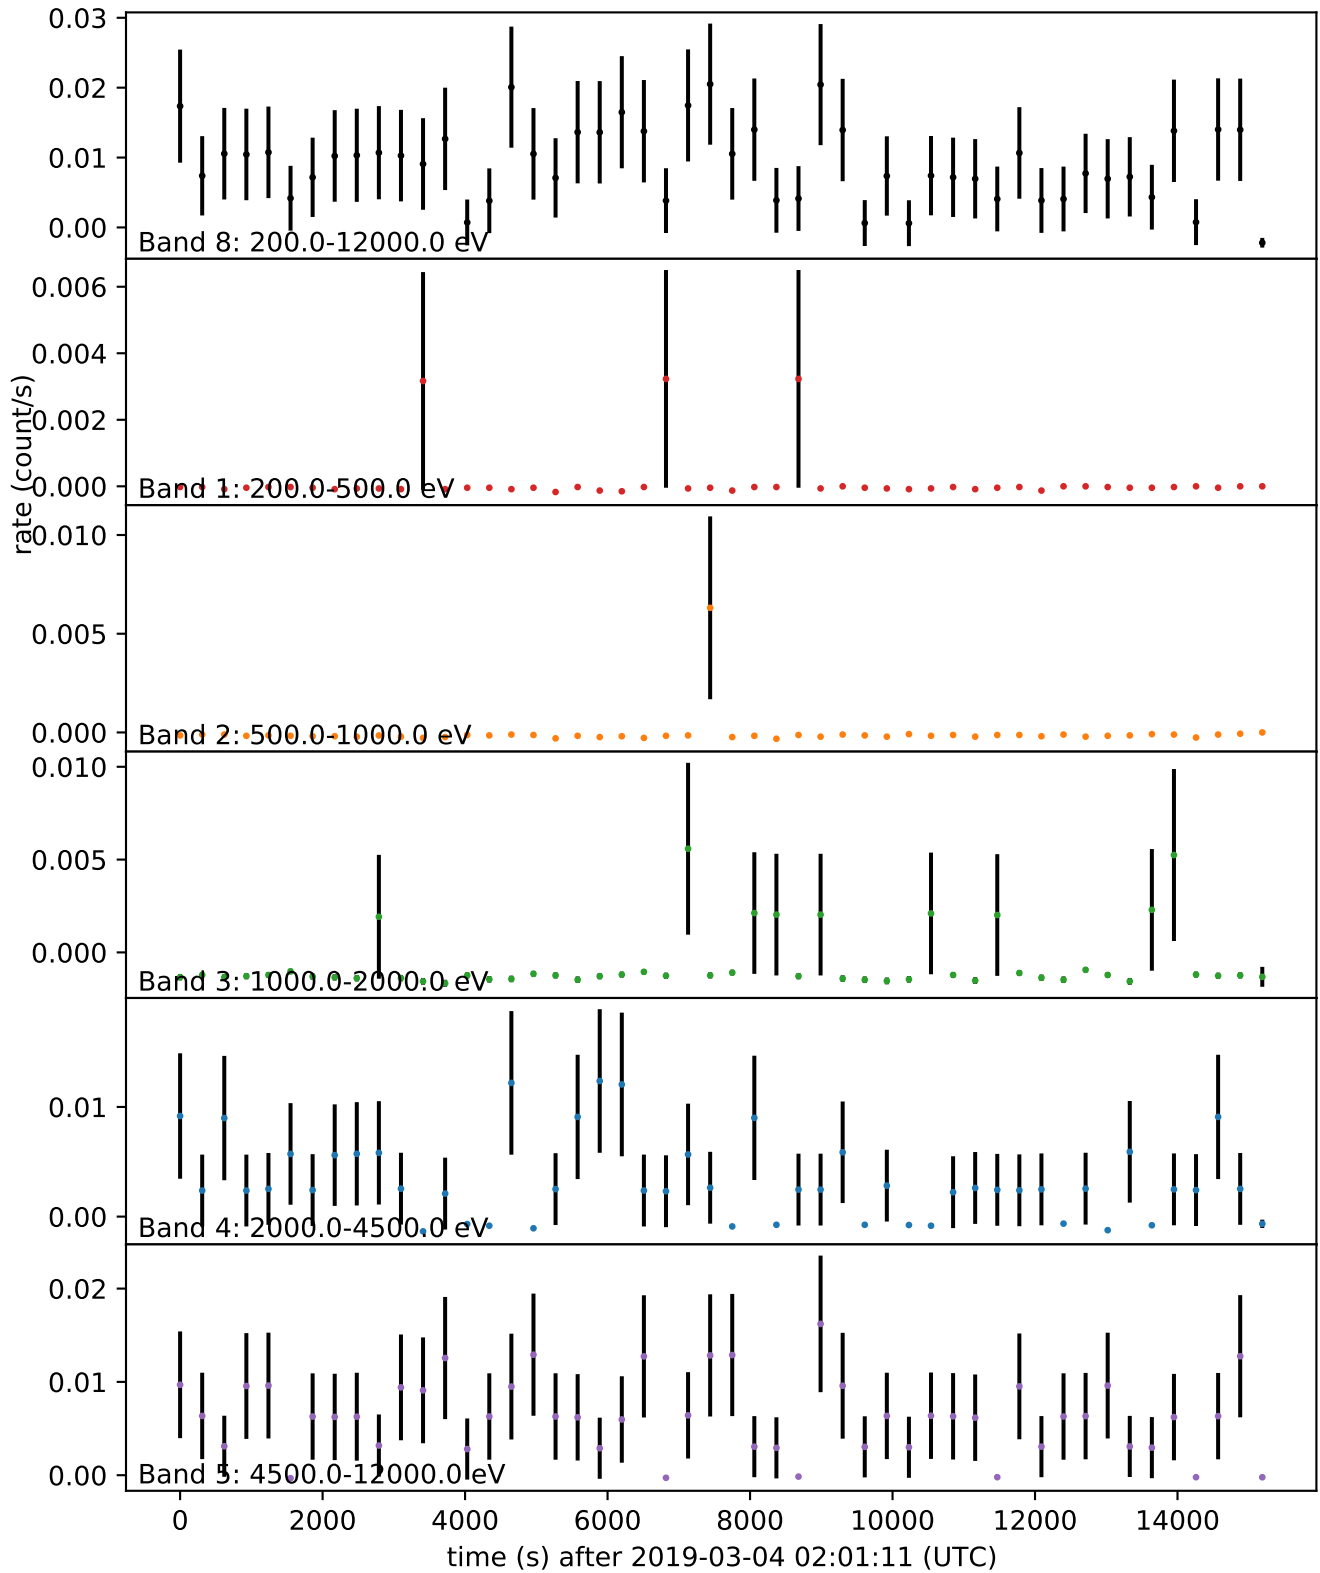 0.03
0.02
0.01
0.00
Band 8: 200.0-12000.0 eV
0.006
0.004
0.002
0.000
Band 1: 200.0-500.0 eV
rate (count/s)
0.010
0.005
0.000
Band 2: 500.0-1000.0 eV
0.010
0.005
0.000
Band 3: 1000.0-2000.0 eV
0.01
0.00
Band 4: 2000.0-4500.0 eV
0.02
0.01
0.00
Band 5: 4500.0-12000.0 eV
0 2000 4000 6000 8000 10000 12000 14000
time (s) after 2019-03-04 02:01:11 (UTC)